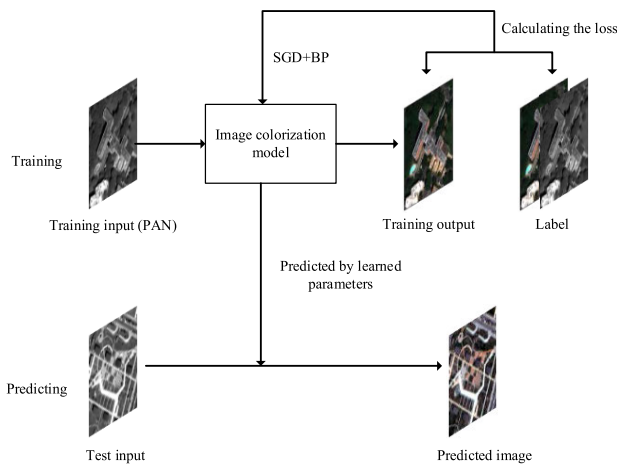 Calculating the loss
SGD+BP
Image colorization
model
Training
Training input (PAN)
Training output
Label
Predicted by learned
parameters
Predicting
Test input
Predicted image